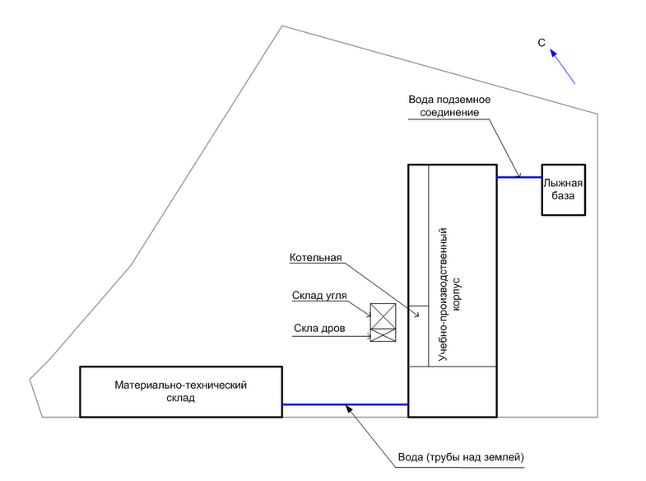 С
Вода подземное
соединение
Лыжная
база
Учебно-производственный
корпус
Котельная
Склад угля
Скла дров
Материально-технический
склад
Вода (трубы над землей)